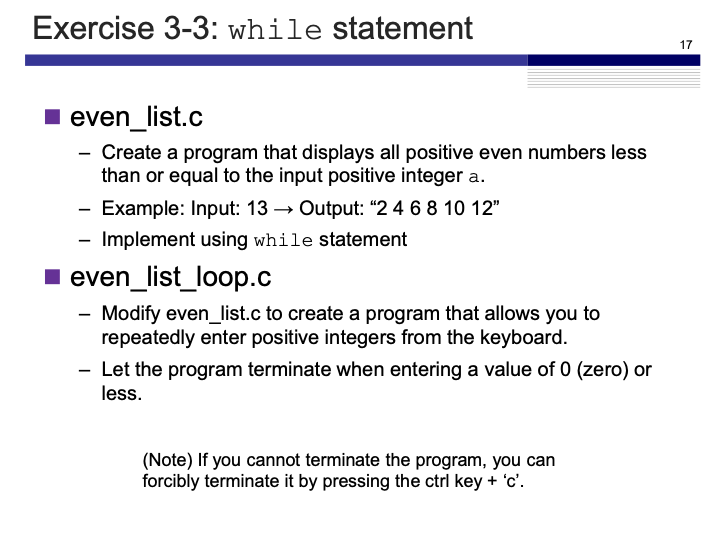 Exercise 3-3: while statement
17
even_list.c
– Create a program that displays all positive even numbers less
than or equal to the input positive integer a.
– Example: Input: 13 → Output: “2 4 6 8 10 12”
– Implement using while statement
even_list_loop.c
– Modify even_list.c to create a program that allows you to
repeatedly enter positive integers from the keyboard.
– Let the program terminate when entering a value of 0 (zero) or
less.
(Note) If you cannot terminate the program, you can
forcibly terminate it by pressing the ctrl key + ‘c’.